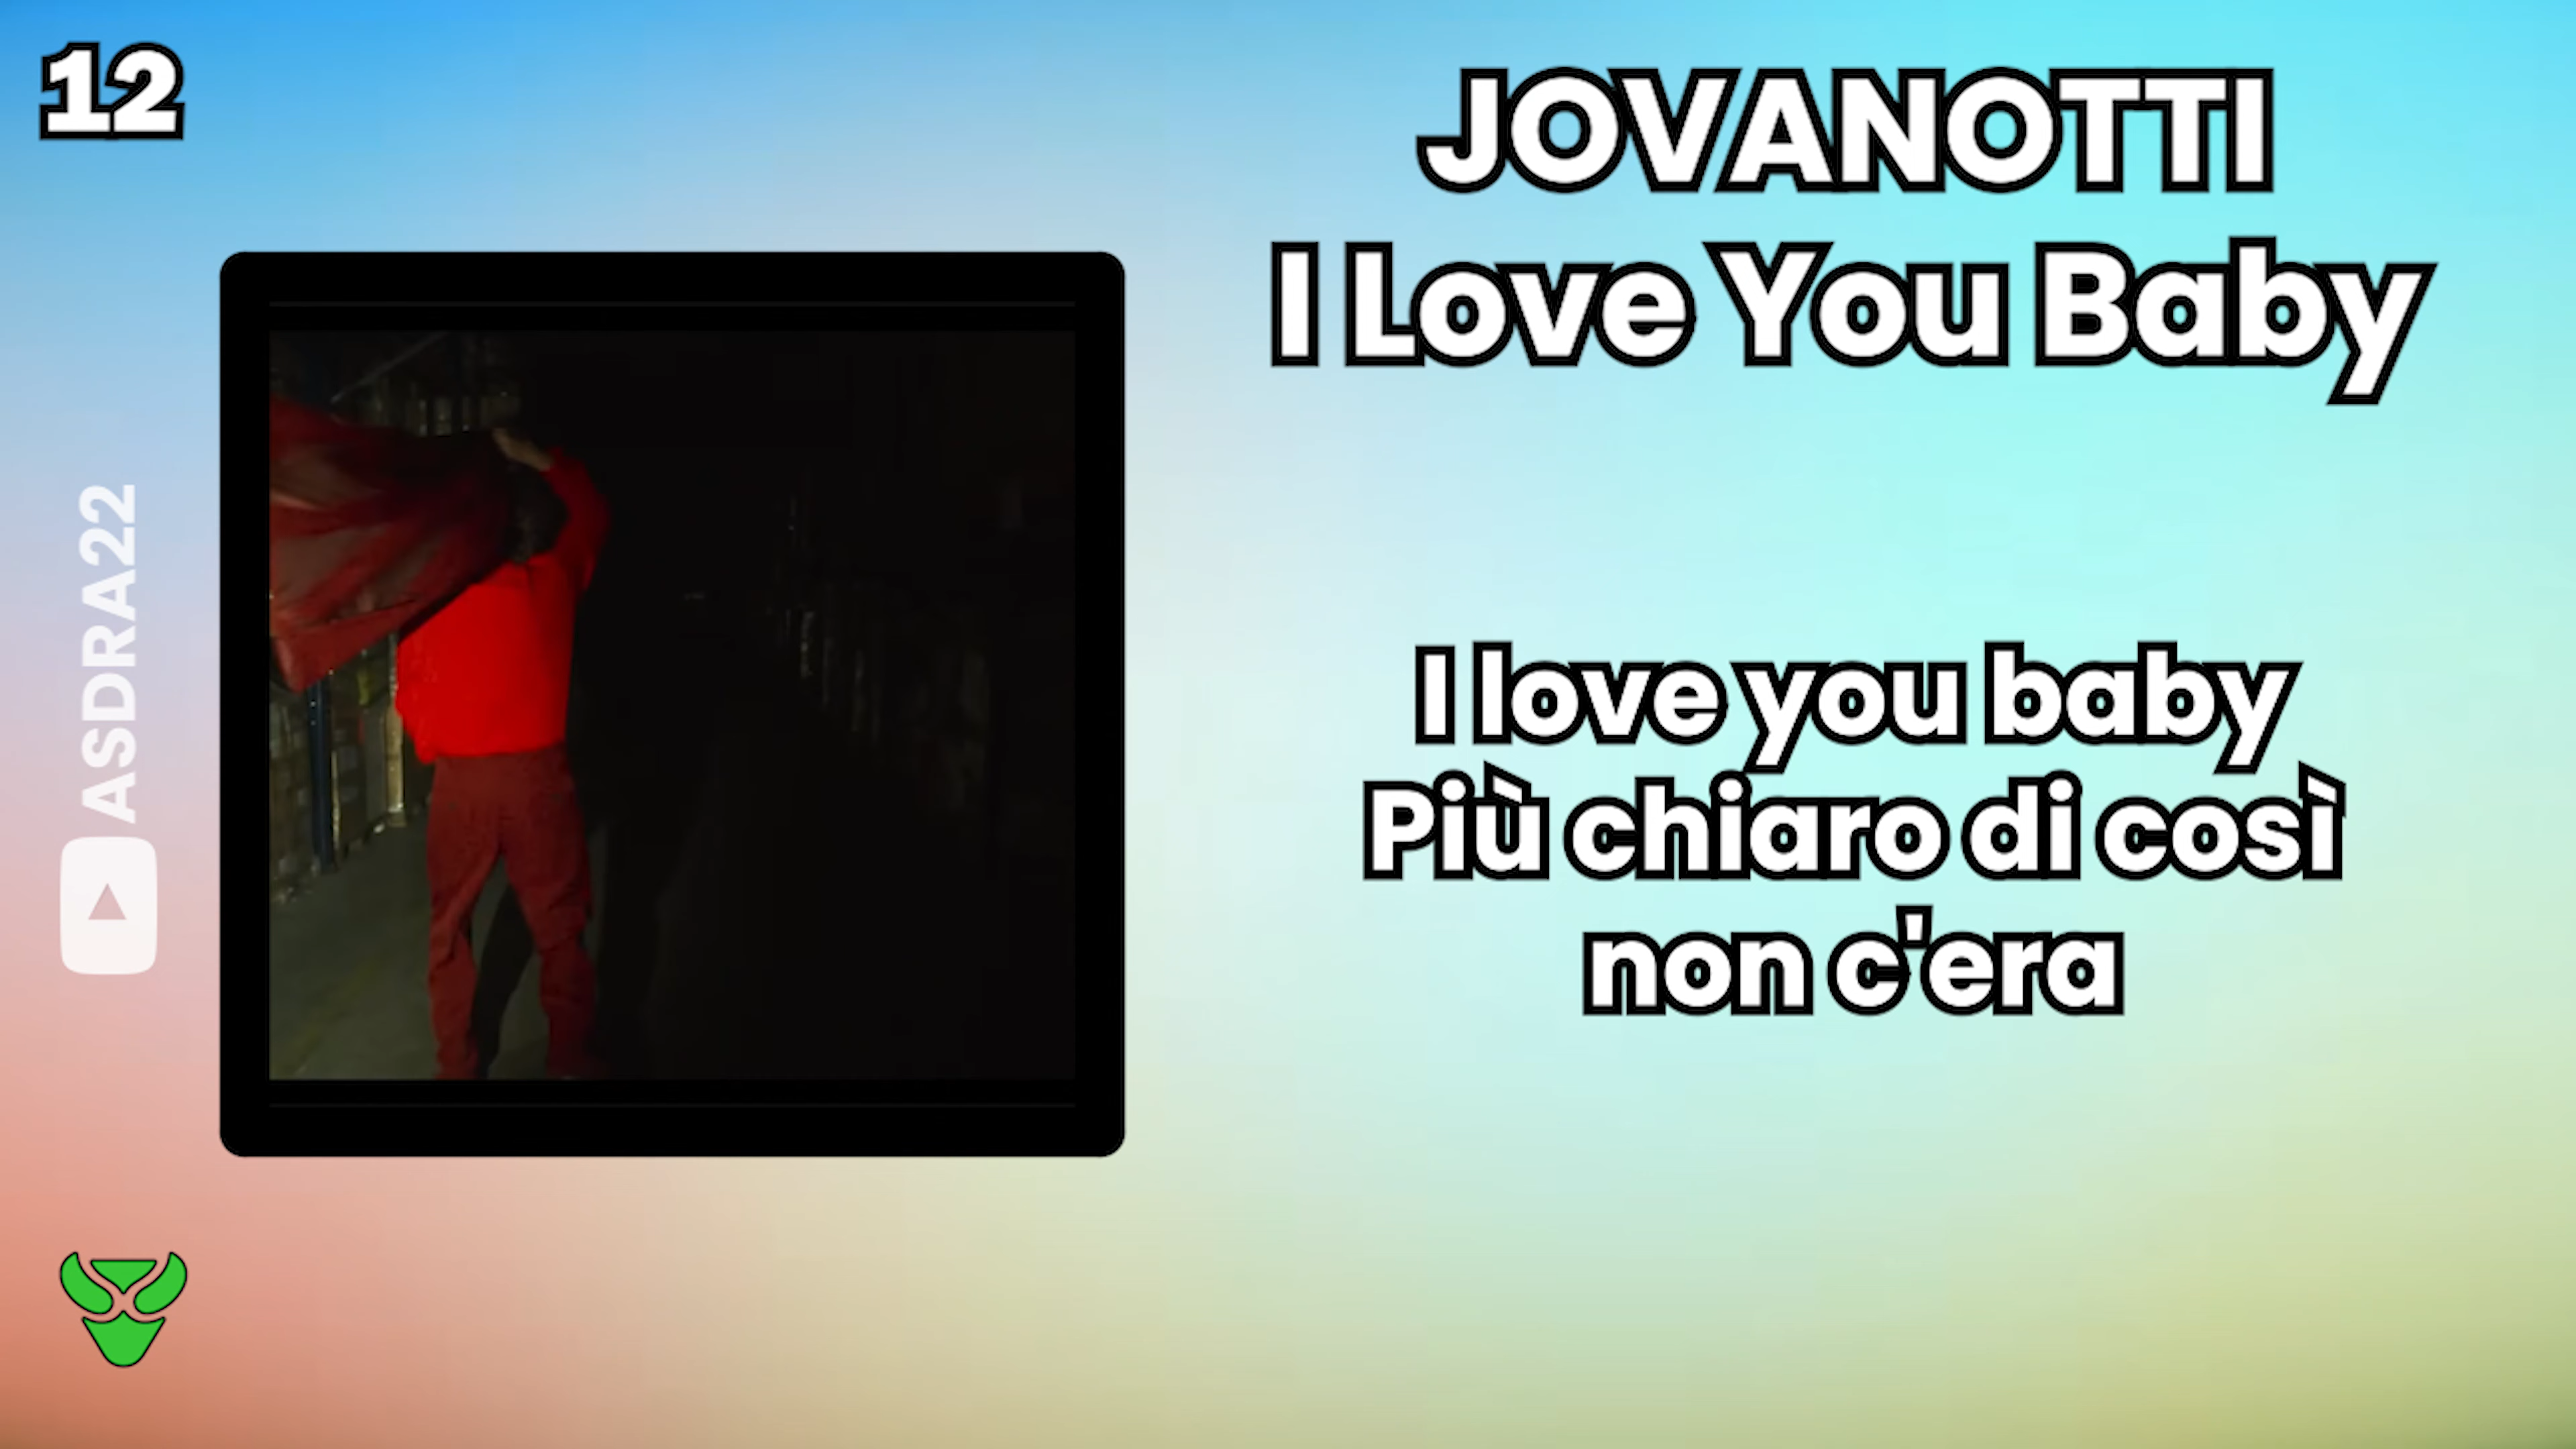 12
JOVANOTTI
I Love You Baby
ASDRA22
I love you baby
Più chiaro di così
non c'era